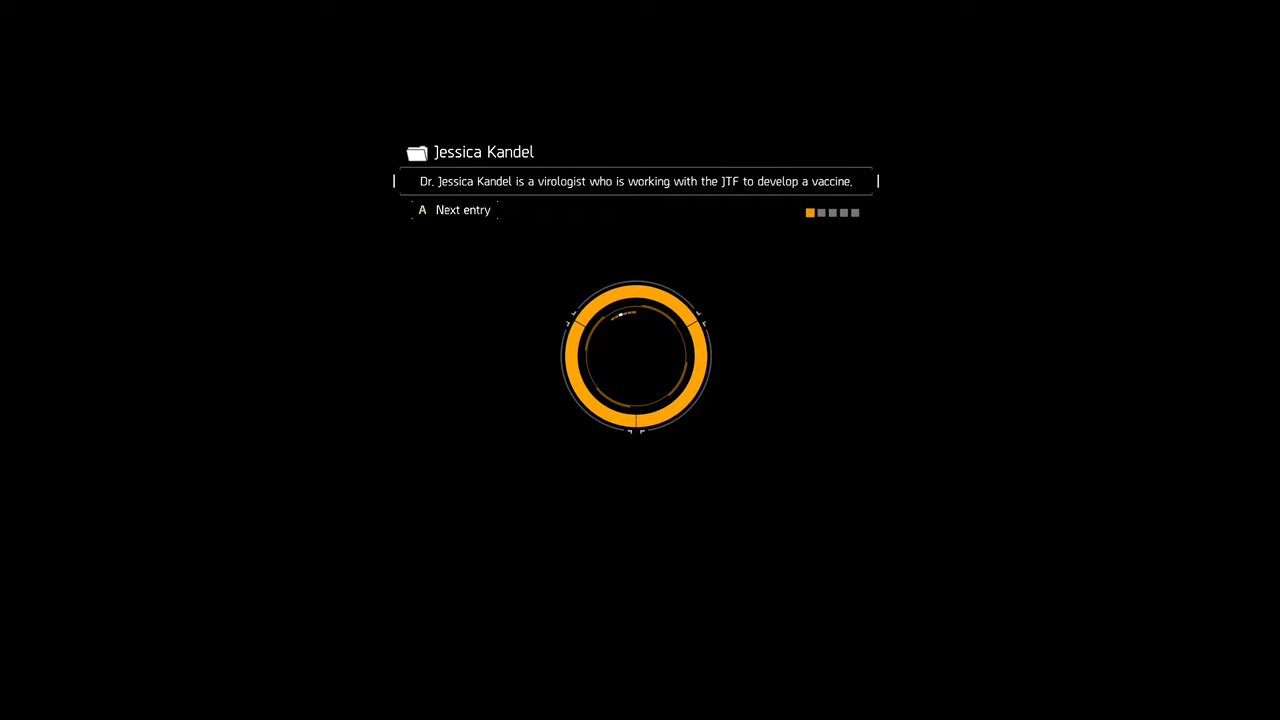 Jessica Kandel
Dr. Jessica Kandel is a virologist who is working with the JTF to develop a vaccine.
A Next entry